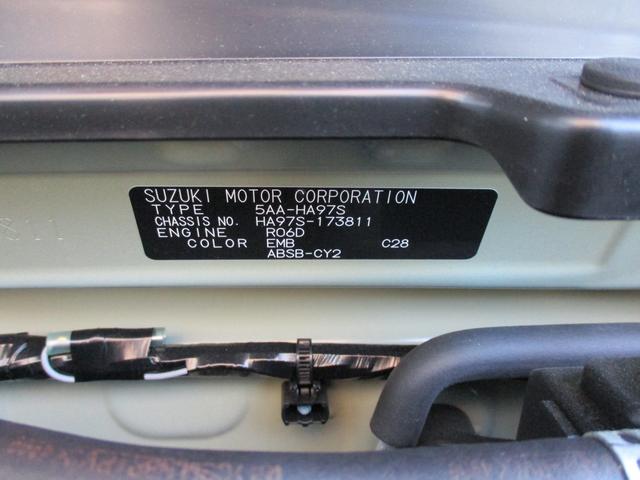 SUZUKI MOTOR CORPORATION
TYPE 5AA-HA97S
CHASSIS NO. HA97S-173811
ENGINE R06D
COLOR EMB C28
ABSB-CY2